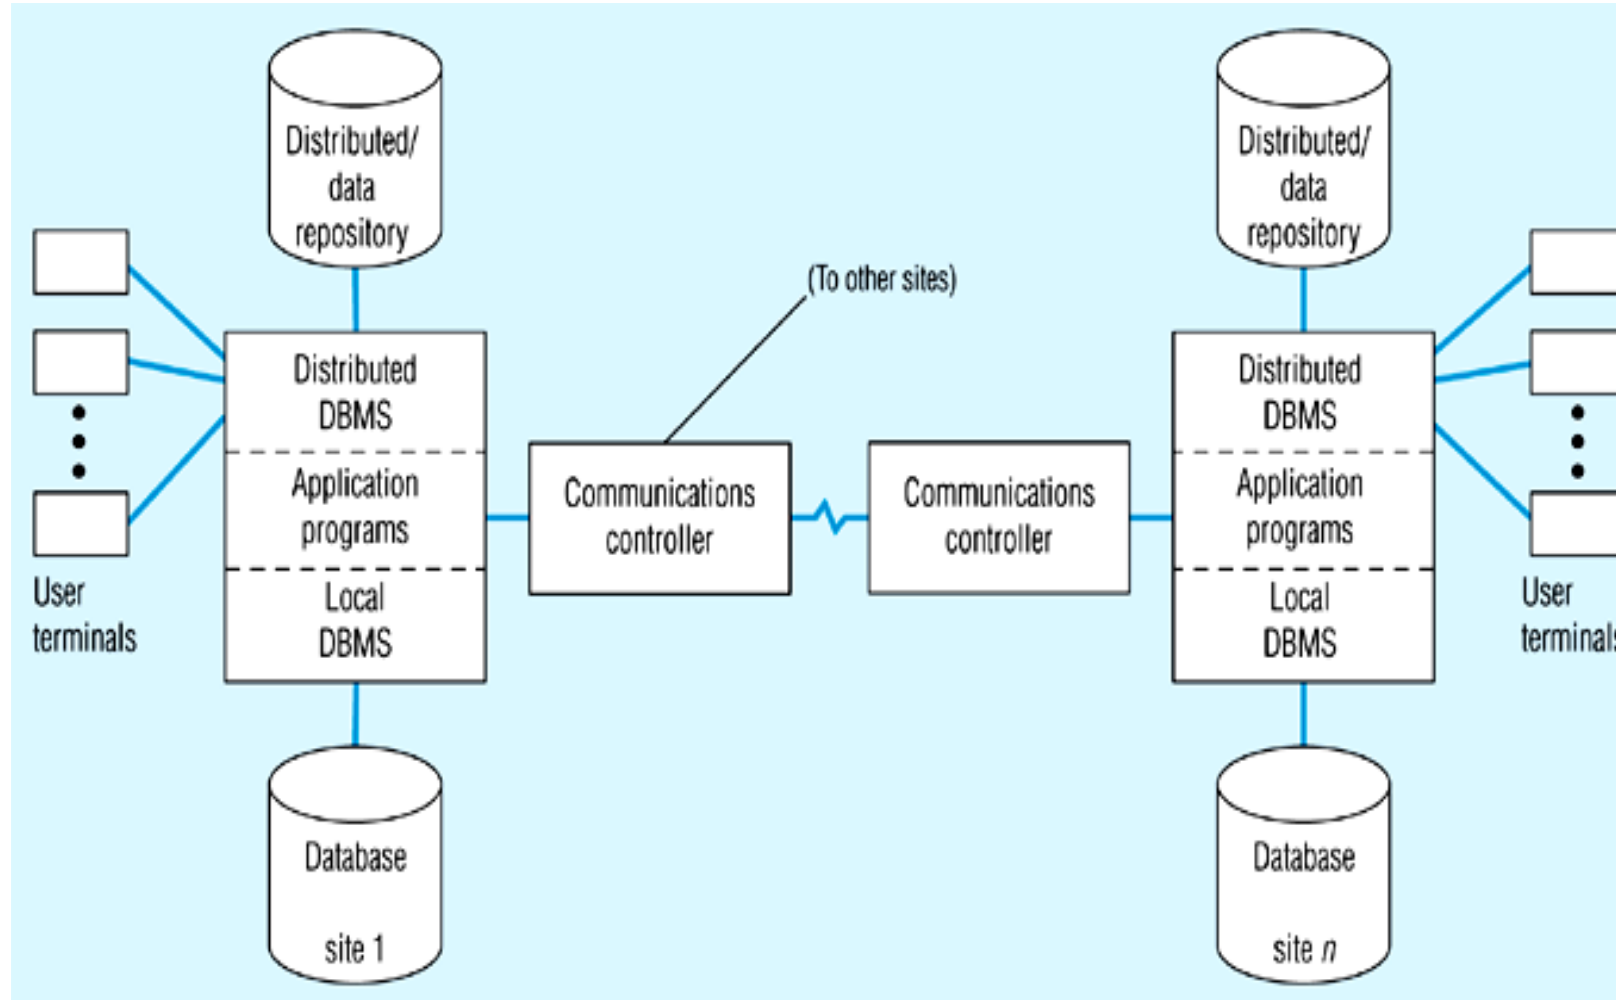 Distributed/
data
repository
Distributed/
data
repository
(To other sites)
Distributed
DBMS
Application
programs
Local
DBMS
Communications
controller
Communications
controller
Distributed
DBMS
Application
programs
Local
DBMS
User
terminals
User
terminals
Database
site 1
Database
site n